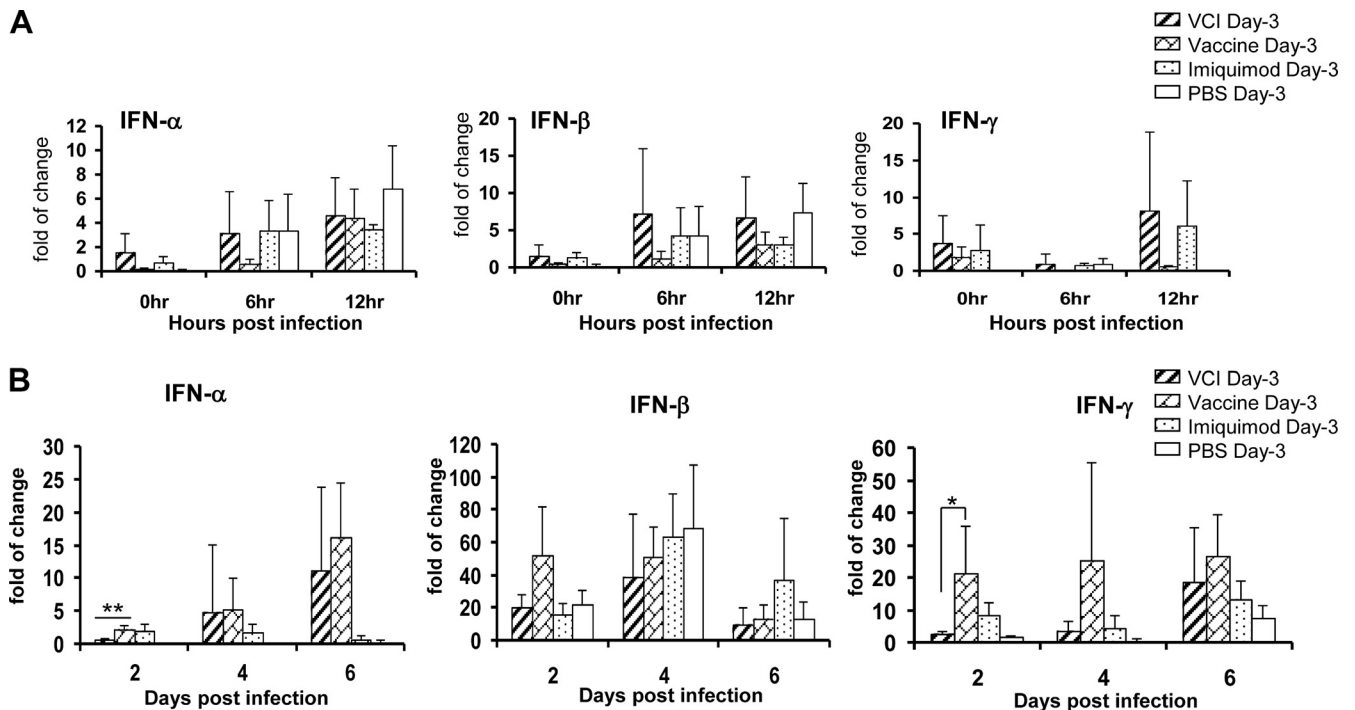 A
VCI Day-3
Vaccine Day-3
Imiquimod Day-3
PBS Day-3
IFN-α
fold of change
12
10
8
6
4
2
0
0hr 6hr 12hr
Hours post infection
IFN-β
fold of change
20
15
10
5
0
0hr 6hr 12hr
Hours post infection
IFN-γ
fold of change
20
15
10
5
0
0hr 6hr 12hr
Hours post infection
B
VCI Day-3
Vaccine Day-3
Imiquimod Day-3
PBS Day-3
IFN-α
fold of change
30
25
20
15
10
5
0
**
2 4 6
Days post infection
IFN-β
fold of change
120
100
80
60
40
20
0
2 4 6
Days post infection
IFN-γ
fold of change
60
50
40
30
20
10
0
*
2 4 6
Days post infection